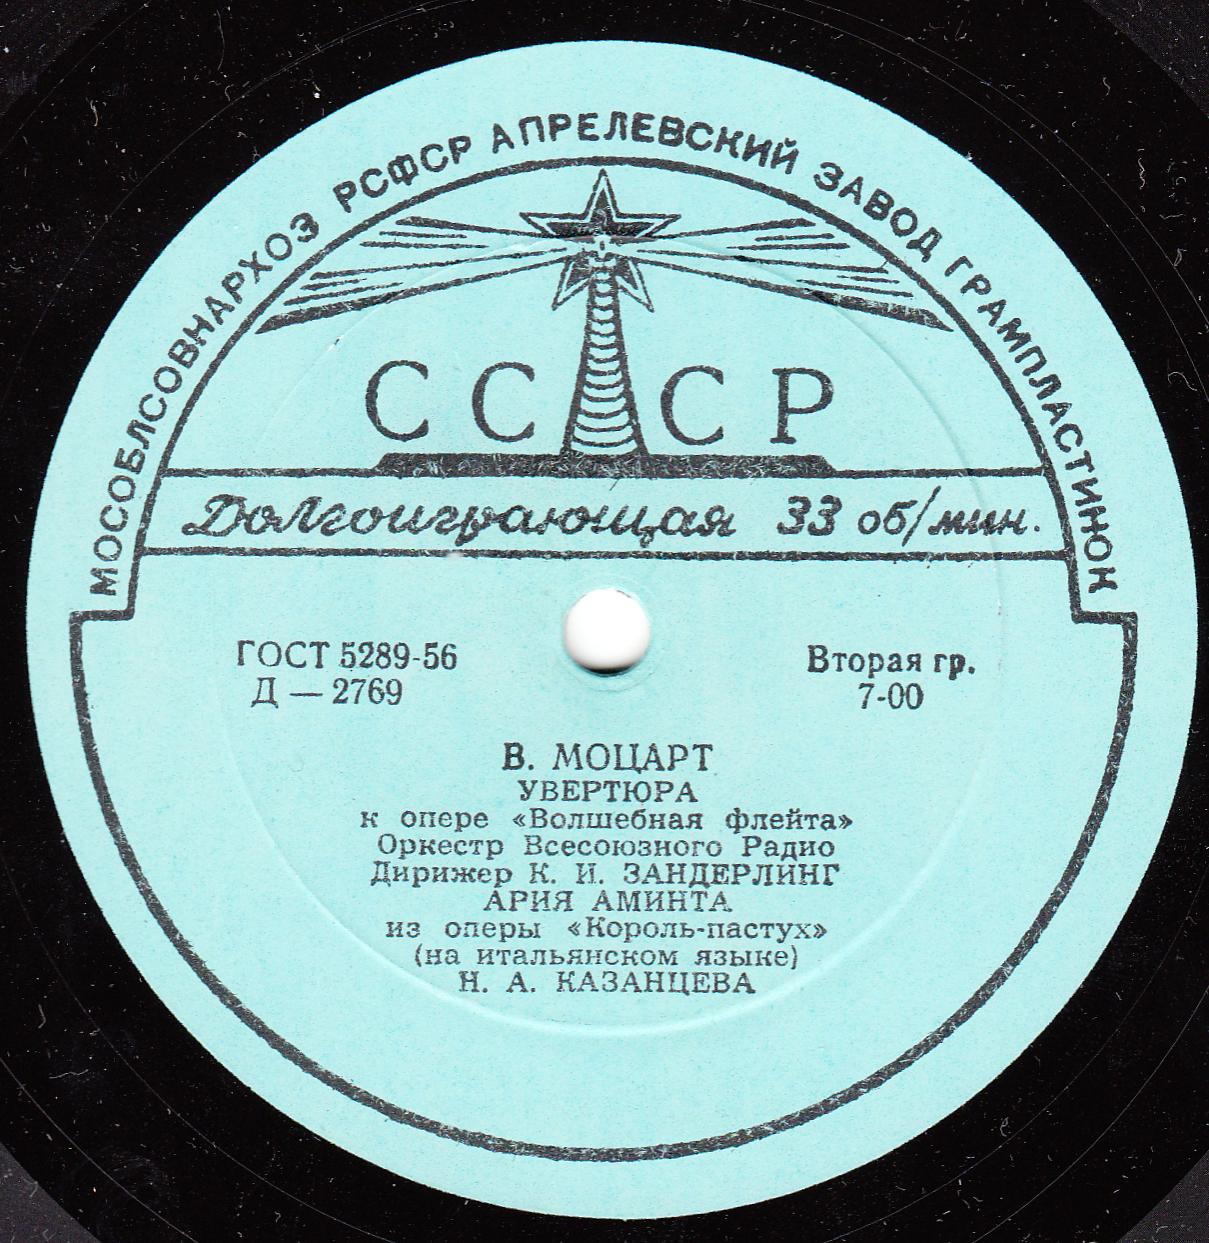 МОСОБЛСОВНАРХОЗ РСФСР АПРЕЛЕВСКИЙ ЗАВОД ГРАМПЛАСТИНОК
СССР
Долгоиграющая 33 об/мин.
ГОСТ 5289-56
Д — 2769
Вторая гр.
7-00
В. МОЦАРТ
УВЕРТЮРА
к опере «Волшебная флейта»
Оркестр Всесоюзного Радио
Дирижер К. И. ЗАНДЕРЛИНГ
АРИЯ АМИНТА
из оперы «Король-пастух»
(на итальянском языке)
Н. А. КАЗАНЦЕВА